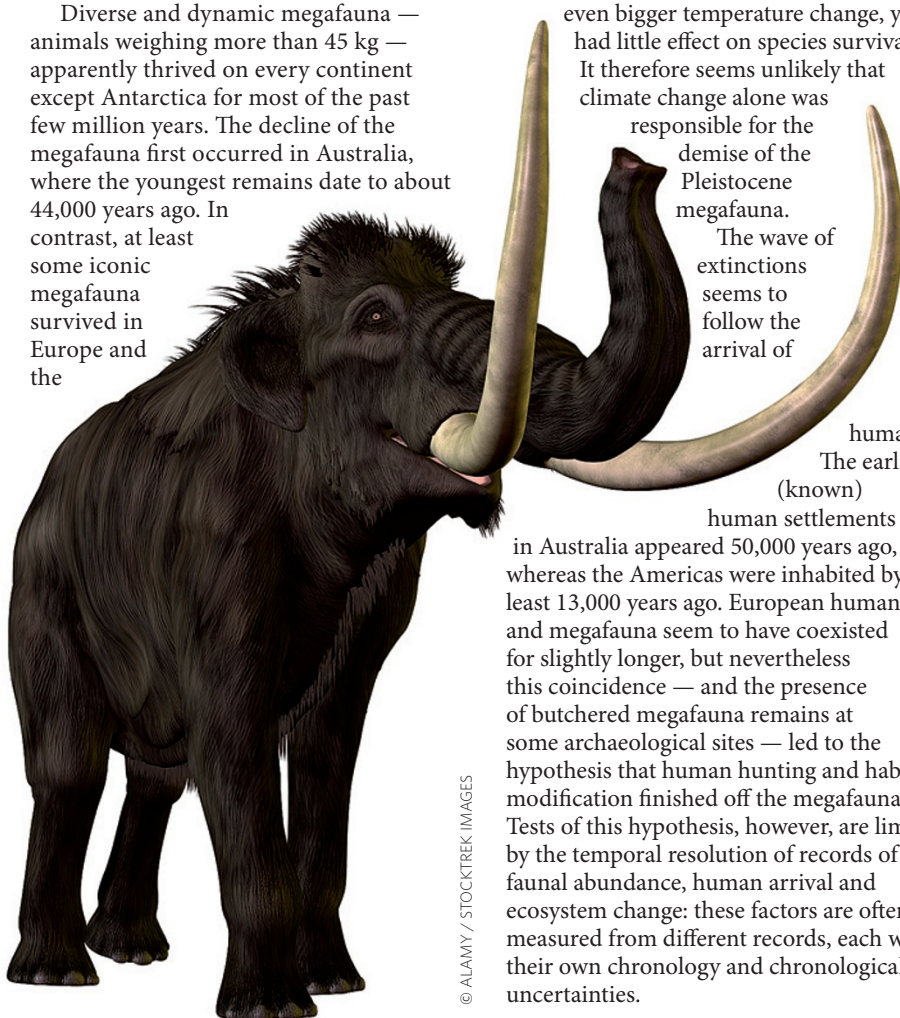 Diverse and dynamic megafauna —
animals weighing more than 45 kg —
apparently thrived on every continent
except Antarctica for most of the past
few million years. The decline of the
megafauna first occurred in Australia,
where the youngest remains date to about
44,000 years ago. In
contrast, at least
some iconic
megafauna
survived in
Europe and
the
even bigger temperature change,
had little effect on species
It therefore seems unlikely that
climate change alone was
responsible for the
demise of the
Pleistocene
megafauna.
The wave of
extinctions
seems to
follow the
arrival of
The
(known)
human settlements
in Australia appeared 50,000 years ago,
whereas the Americas were inhabited by
least 13,000 years ago. European
and megafauna seem to have coexisted
for slightly longer, but nevertheless
this coincidence — and the presence
of butchered megafauna remains at
some archaeological sites — led to the
hypothesis that human hunting and
modification finished off the megafauna
Tests of this hypothesis, however, are
by the temporal resolution of records of
faunal abundance, human arrival and
ecosystem change: these factors are often
measured from different records, each
their own chronology and chronological
uncertainties.
© ALAMY / STOCKTREK IMAGES